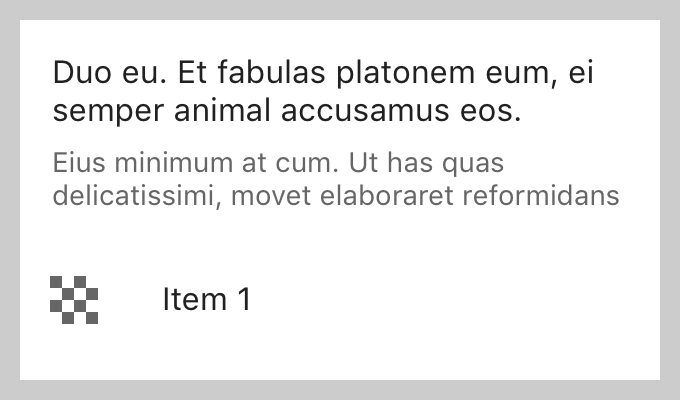 Duo eu. Et fabulas platonem eum, ei
semper animal accusamus eos.
Eius minimum at cum. Ut has quas
delicatissimi, movet elaboraret reformidans
Item 1